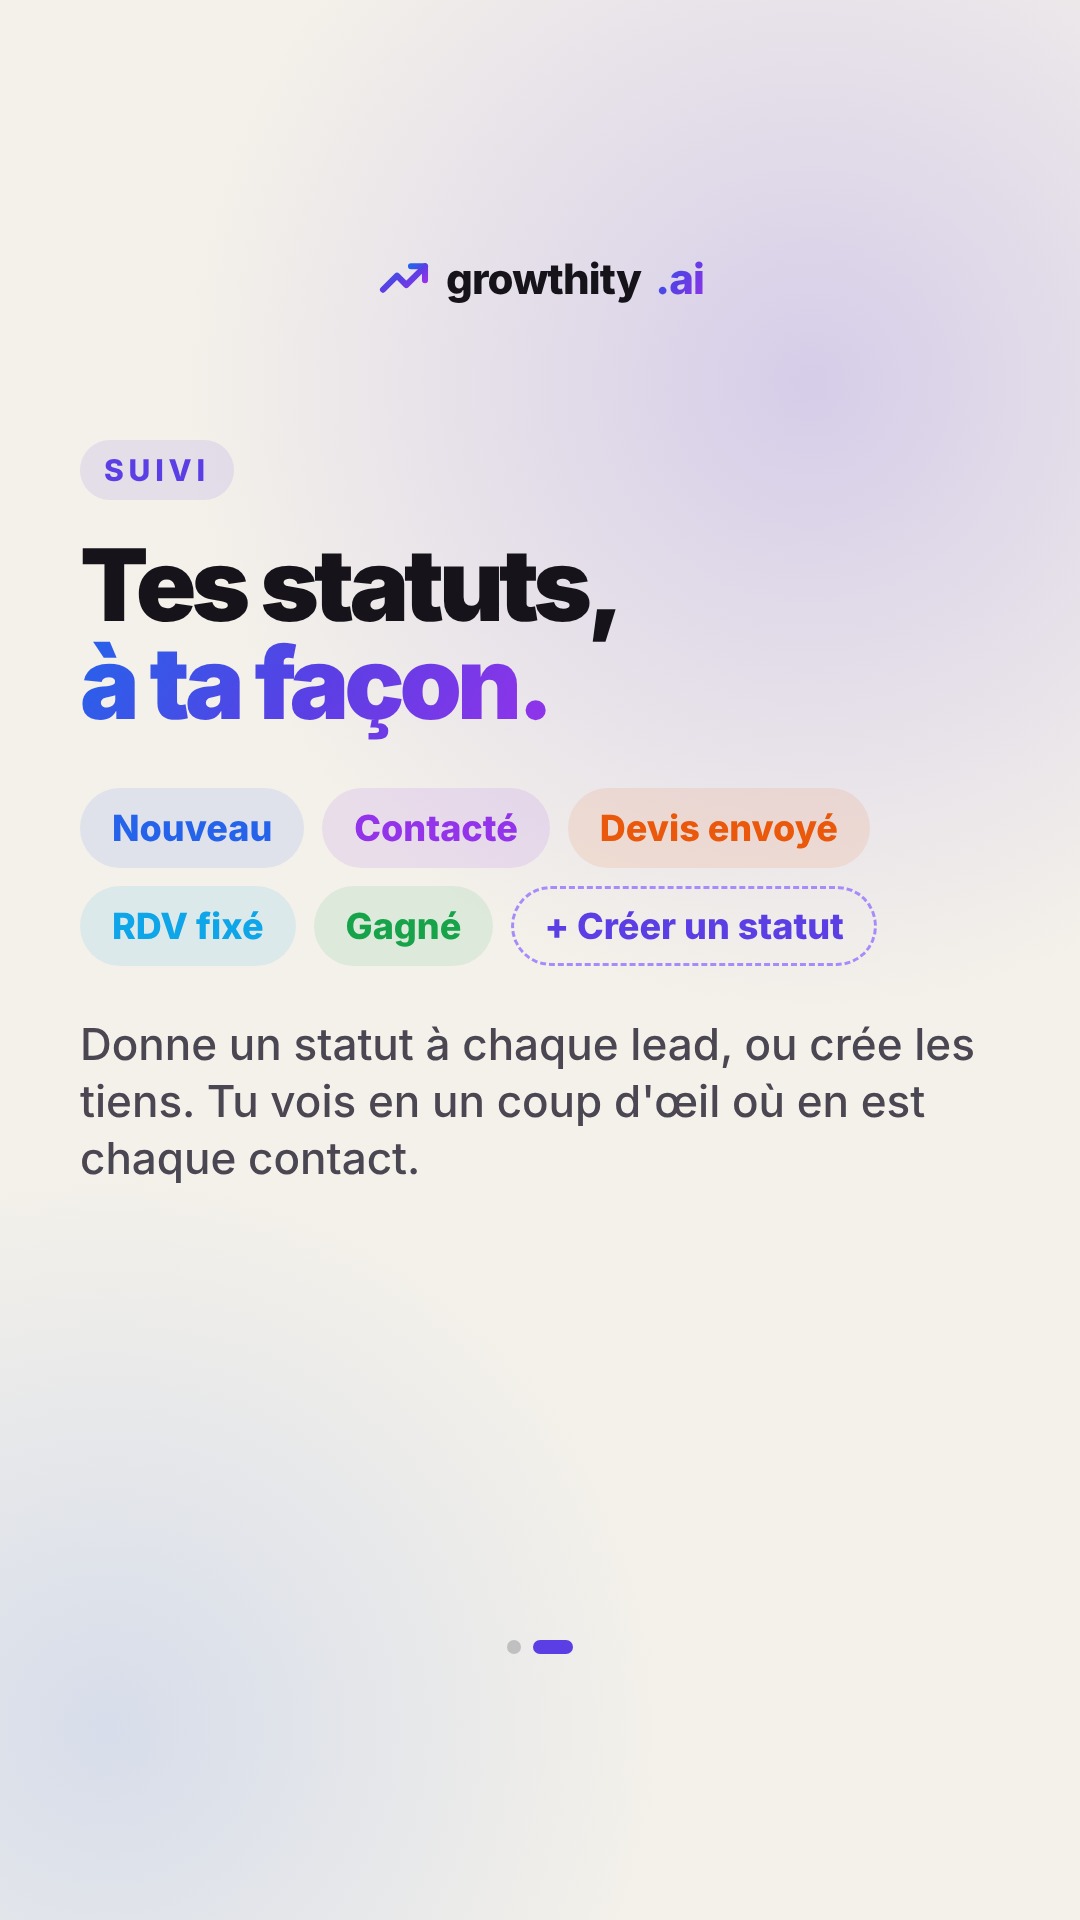 growthity .ai
SUIVI
Tes statuts,
à ta façon.
Nouveau Contacté Devis envoyé
RDV fixé Gagné + Créer un statut
Donne un statut à chaque lead, ou crée les
tiens. Tu vois en un coup d'œil où en est
chaque contact.